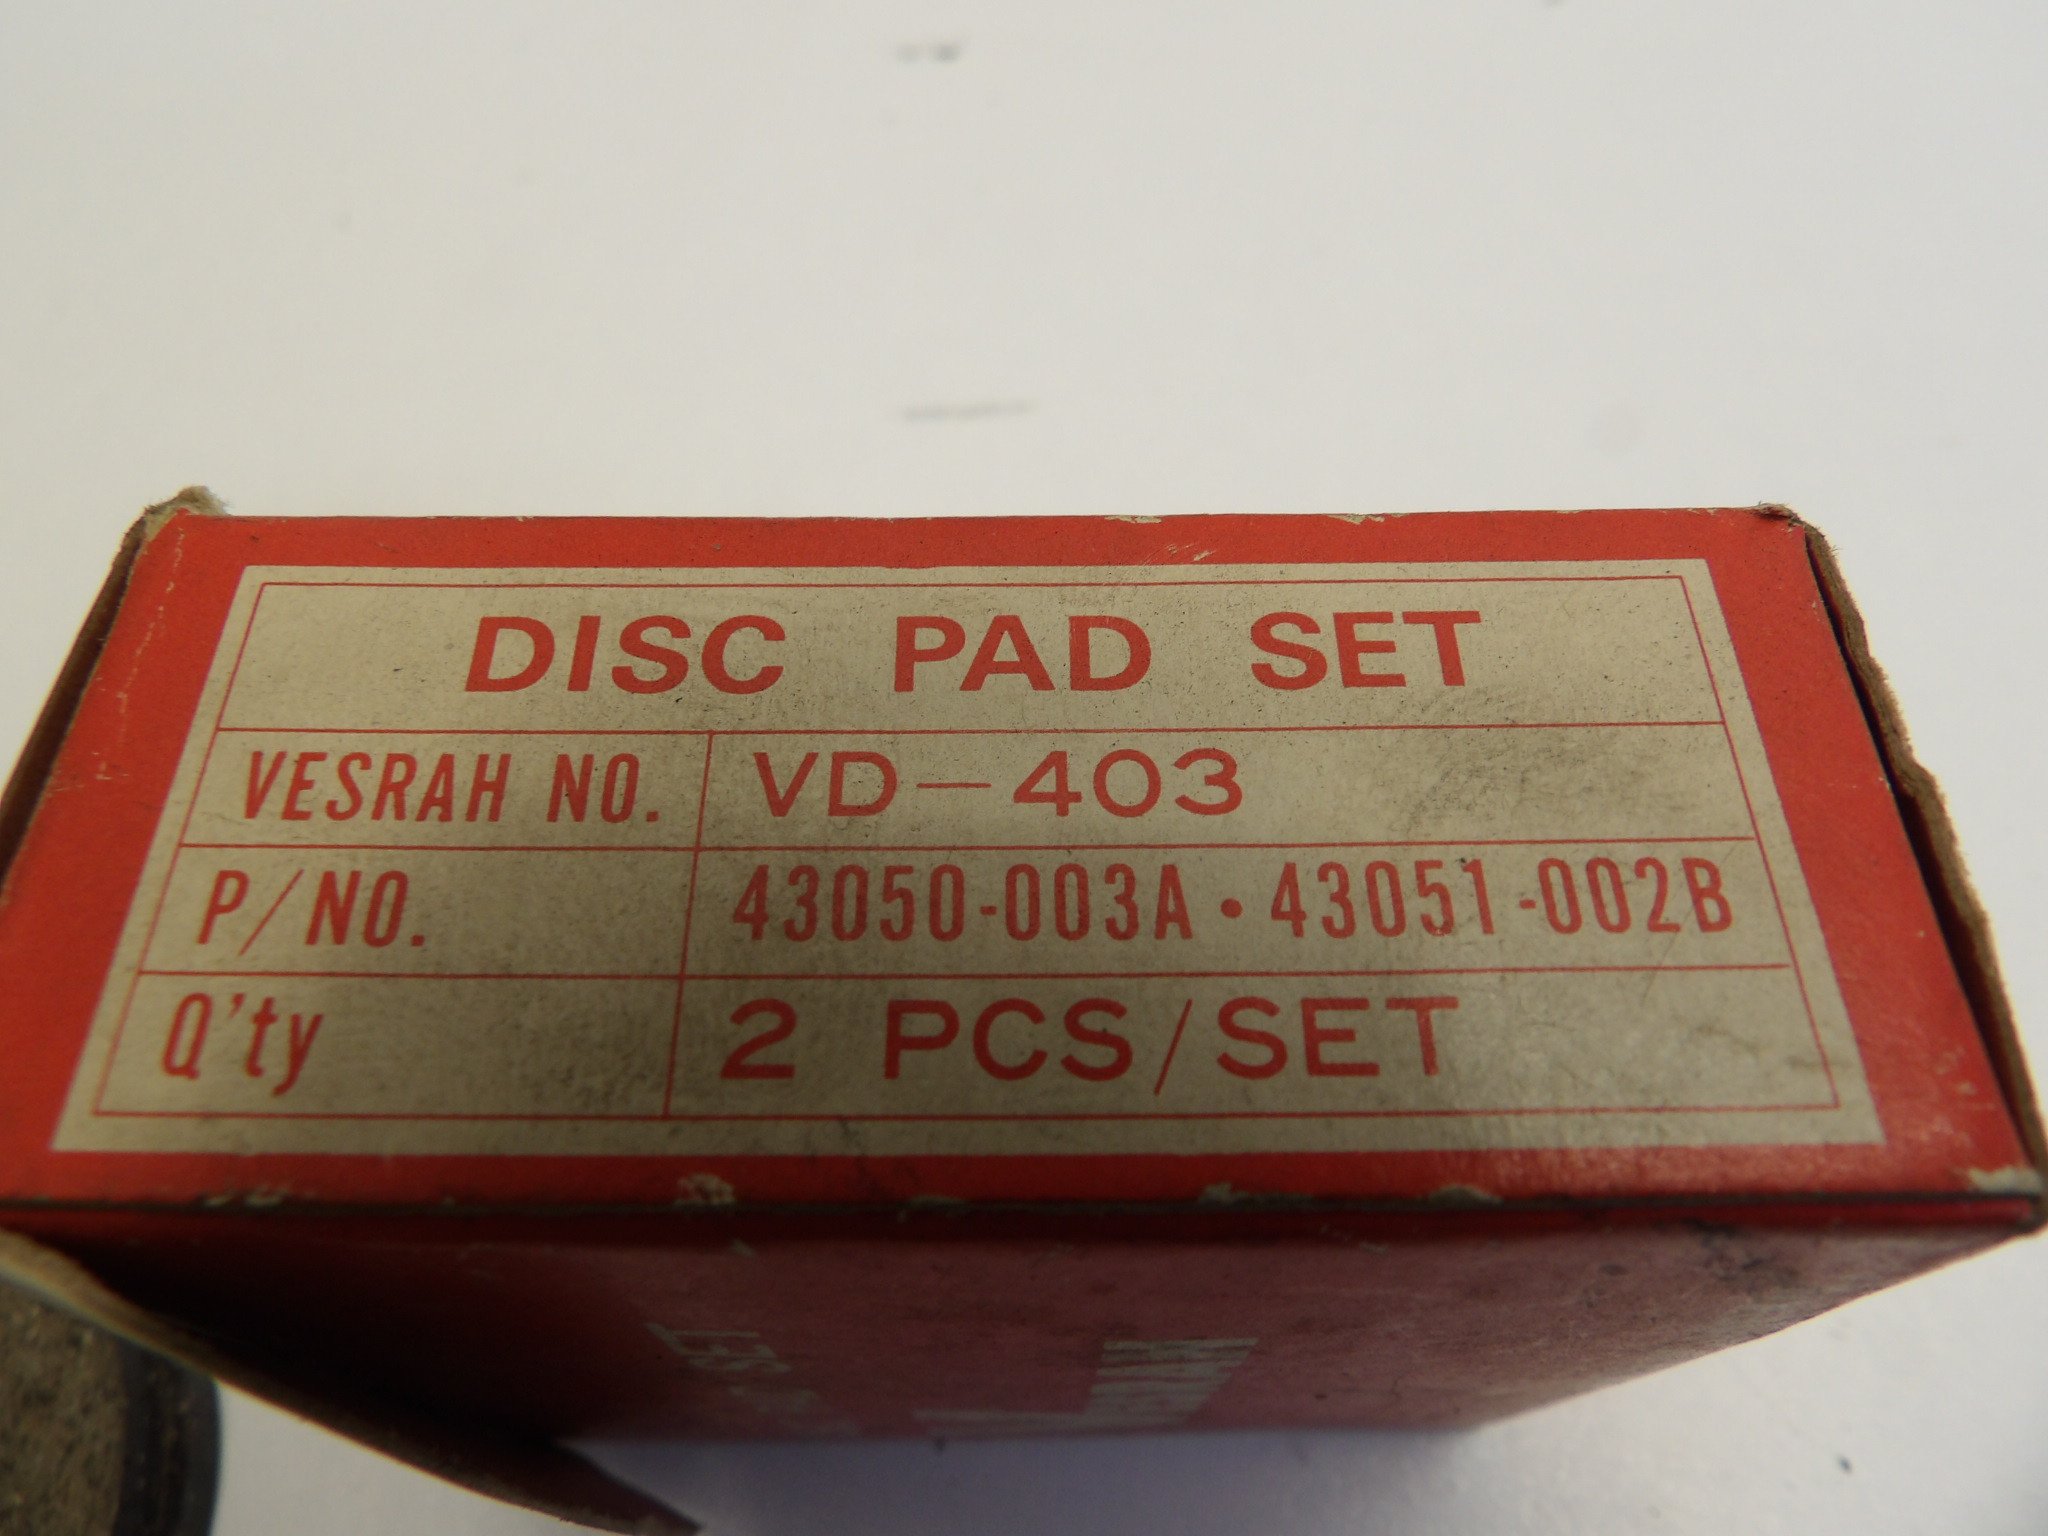 DISC PAD SET
VESRAH NO. VD-403
P/NO. 43050-003A • 43051-002B
Q'ty 2 PCS/SET